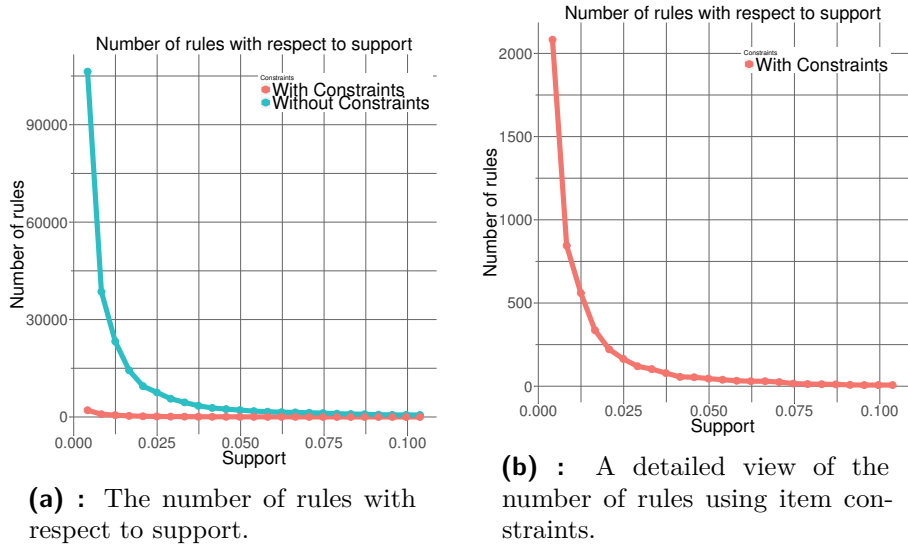 Number of rules with respect to support
Constraints
With Constraints
Without Constraints
90000
60000
30000
0
Number of rules
0.000 0.025 0.050 0.075 0.100
Support
(a) : The number of rules with
respect to support.
Number of rules with respect to support
Constraints
With Constraints
2000
1500
1000
500
0
Number of rules
0.000 0.025 0.050 0.075 0.100
Support
(b) : A detailed view of the
number of rules using item con-
straints.